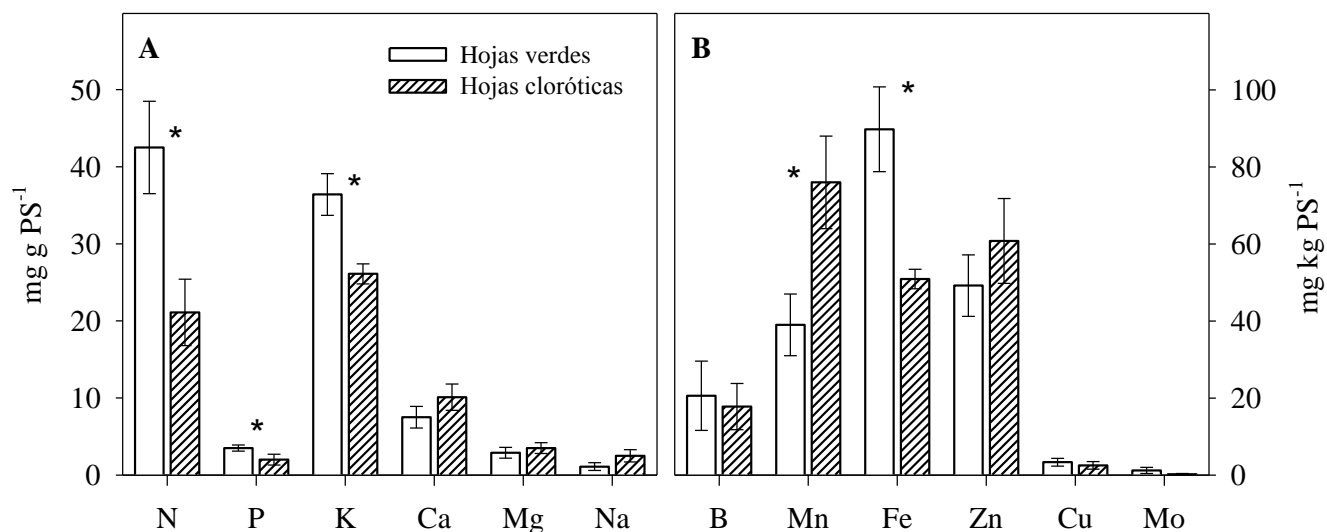 A
Hojas verdes
Hojas cloróticas
B
50
40
30
20
10
0
mg g PS⁻¹
*
*
*
*
*
100
80
60
40
20
0
mg kg PS⁻¹
N P K Ca Mg Na
B Mn Fe Zn Cu Mo